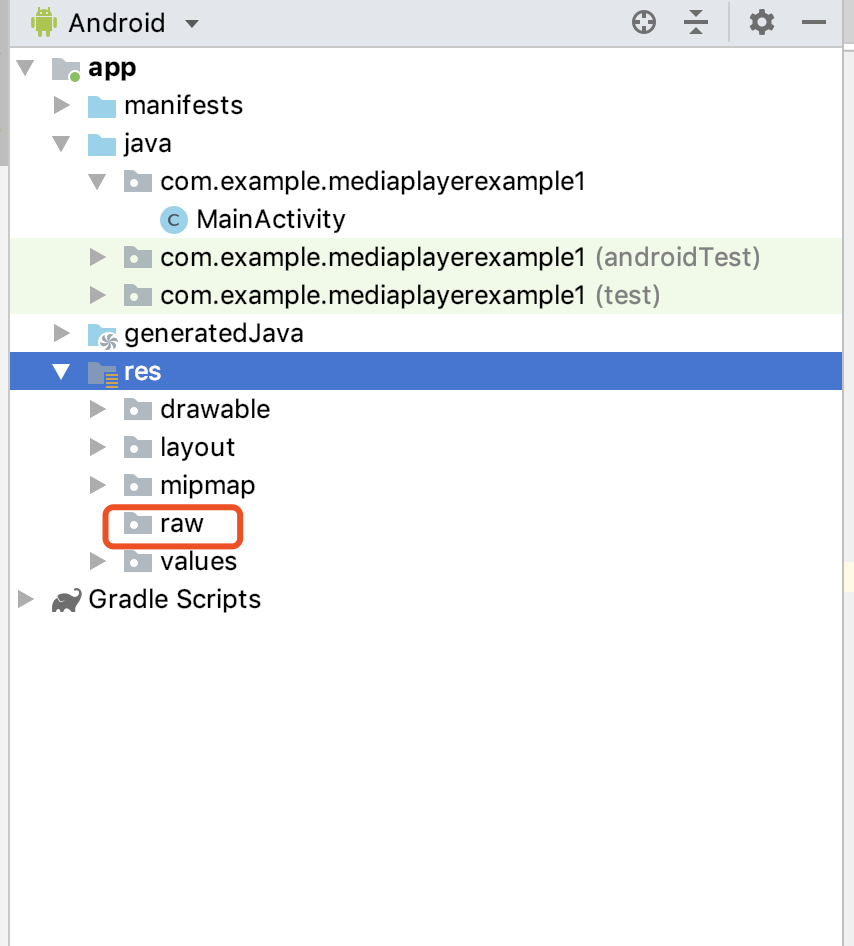 Android
app
manifests
java
com.example.mediaplayerexample1
C MainActivity
com.example.mediaplayerexample1 (androidTest)
com.example.mediaplayerexample1 (test)
generatedJava
res
drawable
layout
mipmap
raw
values
Gradle Scripts